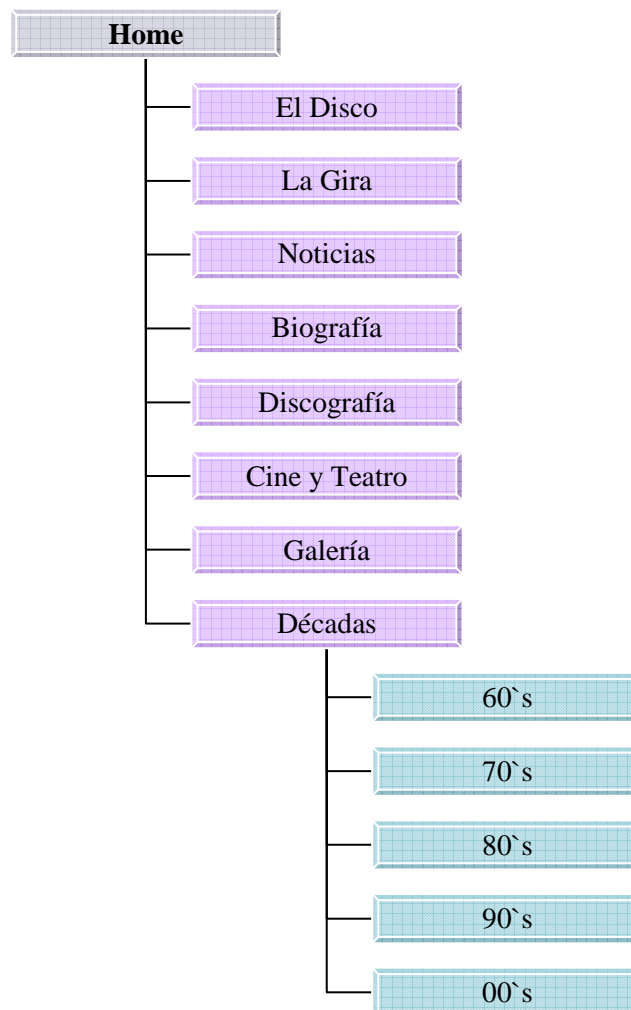 Home
El Disco
La Gira
Noticias
Biografía
Discografía
Cine y Teatro
Galería
Décadas
60`s
70`s
80`s
90`s
00`s